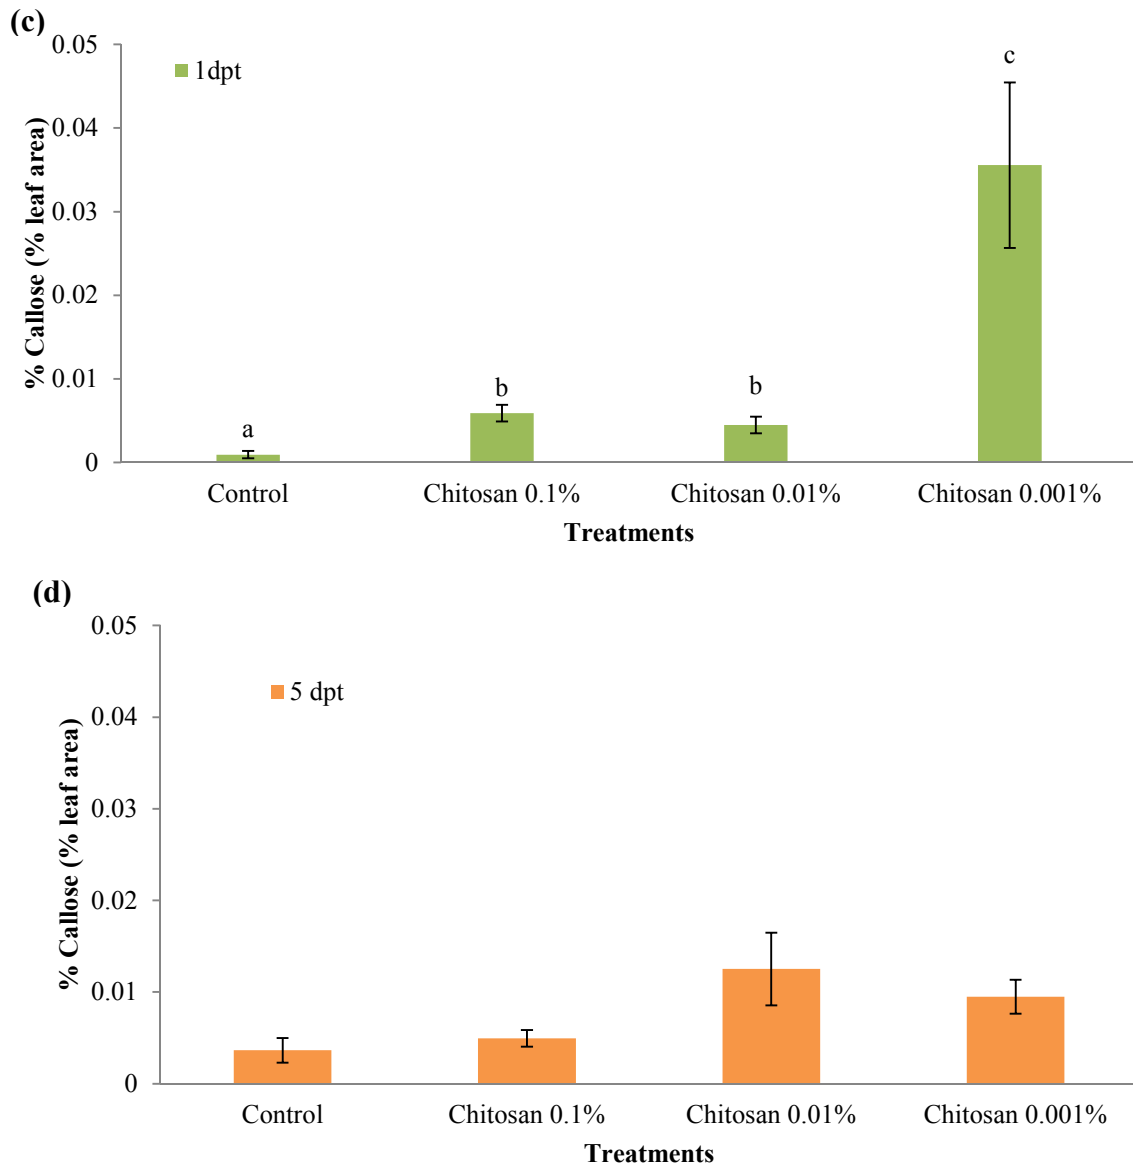 (c)
0.05
0.04
0.03
0.02
0.01
0
% Callose (% leaf area)
1dpt
a
b
b
c
Control
Chitosan 0.1%
Chitosan 0.01%
Chitosan 0.001%
Treatments
(d)
0.05
0.04
0.03
0.02
0.01
0
% Callose (% leaf area)
5 dpt
Control
Chitosan 0.1%
Chitosan 0.01%
Chitosan 0.001%
Treatments